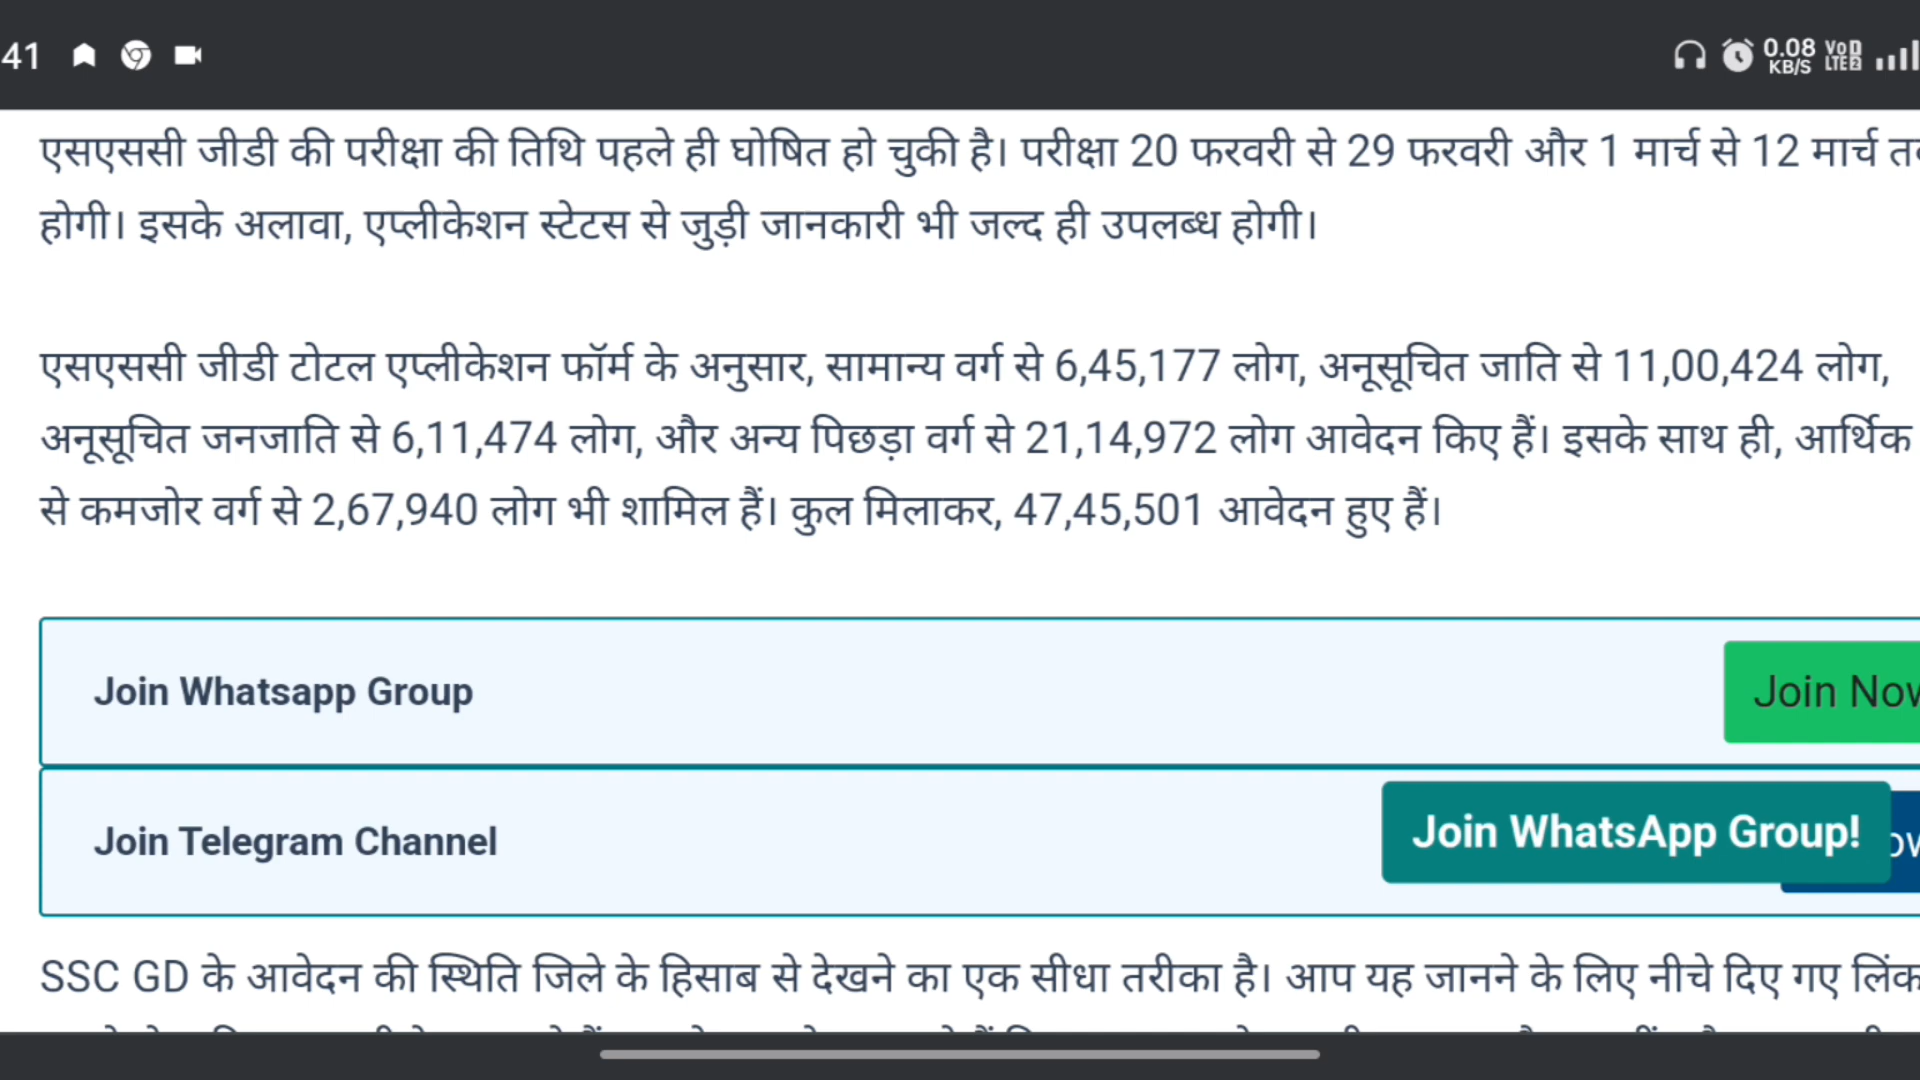 41
0.08
KB/S
Vo 1
LTE 2
एसएससी जीडी की परीक्षा की तिथि पहले ही घोषित हो चुकी है। परीक्षा 20 फरवरी से 29 फरवरी और 1 मार्च से 12 मार्च
होगी। इसके अलावा, एप्लीकेशन स्टेटस से जुड़ी जानकारी भी जल्द ही उपलब्ध होगी।
एसएससी जीडी टोटल एप्लीकेशन फॉर्म के अनुसार, सामान्य वर्ग से 6,45,177 लोग, अनूसूचित जाति से 11,00,424 लोग,
अनूसूचित जनजाति से 6,11,474 लोग, और अन्य पिछड़ा वर्ग से 21,14,972 लोग आवेदन किए हैं। इसके साथ ही, आर्थिक
से कमजोर वर्ग से 2,67,940 लोग भी शामिल हैं। कुल मिलाकर, 47,45,501 आवेदन हुए हैं।
Join Whatsapp Group
Join Now
Join Telegram Channel
Join WhatsApp Group!
SSC GD के आवेदन की स्थिति जिले के हिसाब से देखने का एक सीधा तरीका है। आप यह जानने के लिए नीचे दिए गए लिंक